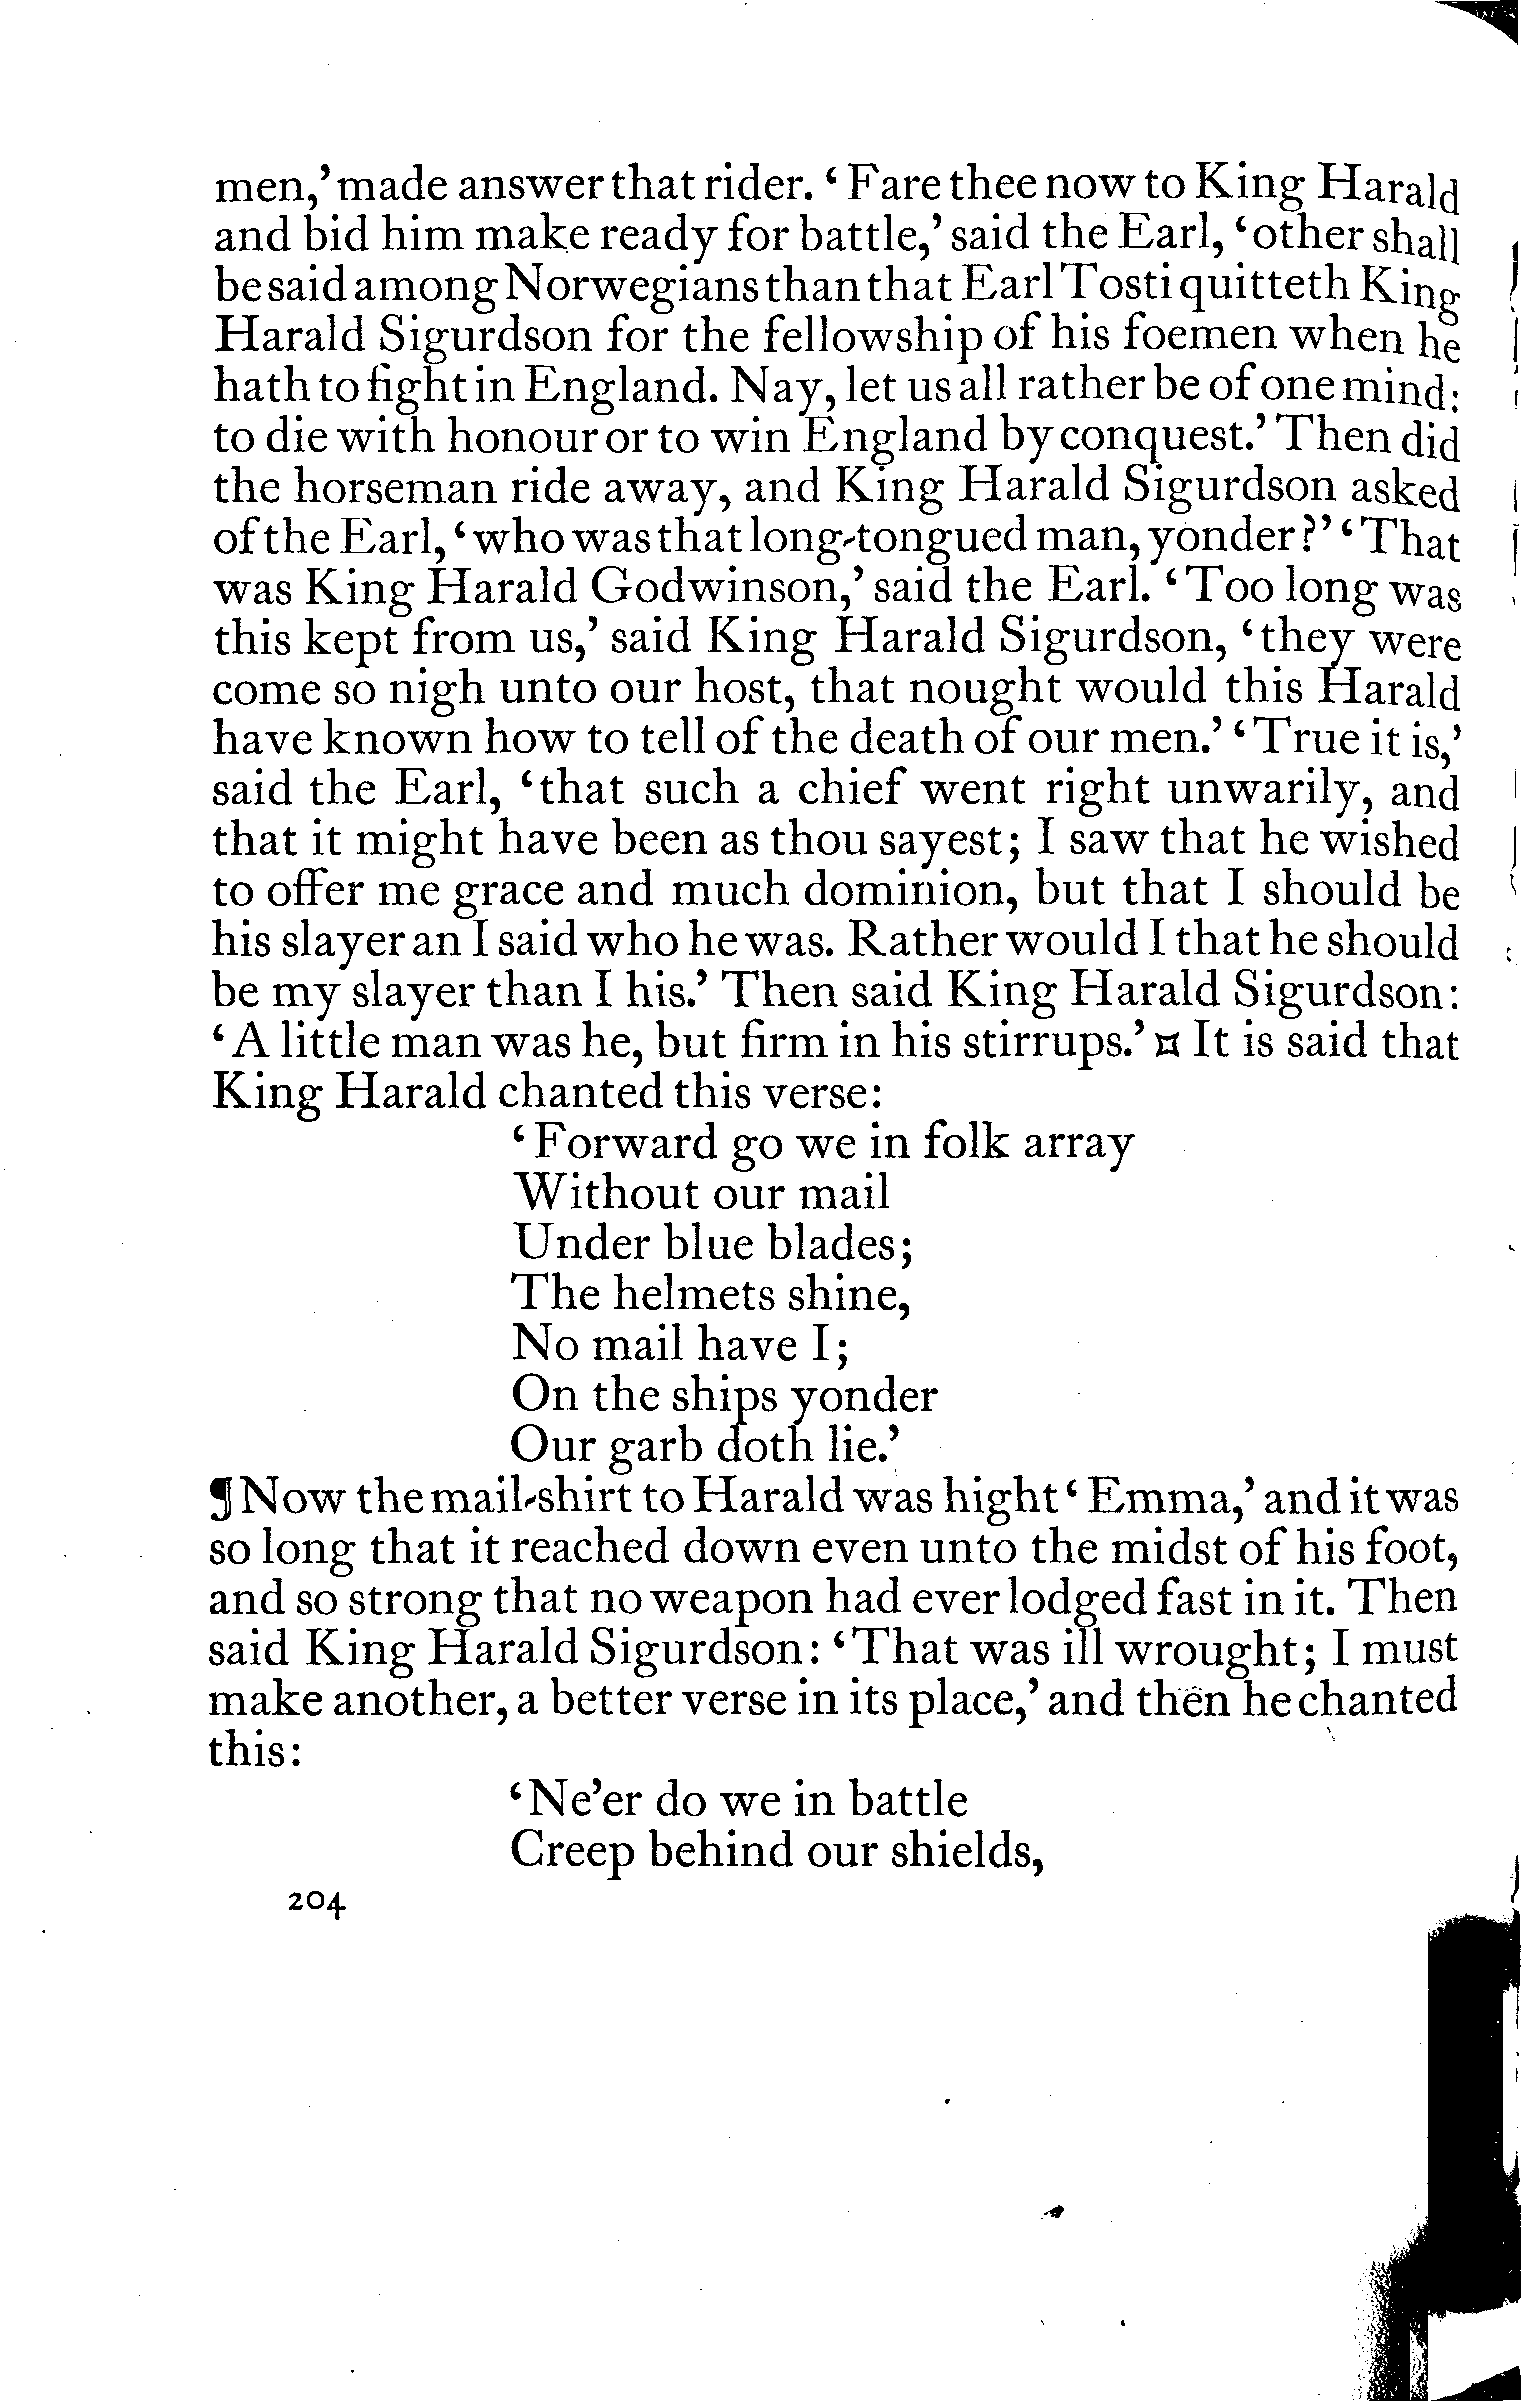 men,' made answer that rider. 'Fare thee now to King Harald
and bid him make ready for battle,' said the Earl, 'other shall
be said among Norwegians than that Earl Tosti quitteth King
Harald Sigurdson for the fellowship of his foemen when he
hath to fight in England. Nay, let us all rather be of one mind:
to die with honour or to win England by conquest.' Then did
the horseman ride away, and King Harald Sigurdson asked
of the Earl, 'who was that long-tongued man, yonder?' 'That
was King Harald Godwinson,' said the Earl. 'Too long was
this kept from us,' said King Harald Sigurdson, 'they were
come so nigh unto our host, that nought would this Harald
have known how to tell of the death of our men.' 'True it is,'
said the Earl, 'that such a chief went right unwarily, and
that it might have been as thou sayest; I saw that he wished
to offer me grace and much dominion, but that I should be
his slayer an I said who he was. Rather would I that he should
be my slayer than I his.' Then said King Harald Sigurdson:
'A little man was he, but firm in his stirrups.' ¤ It is said that
King Harald chanted this verse:
'Forward go we in folk array
Without our mail
Under blue blades;
The helmets shine,
No mail have I;
On the ships yonder
Our garb doth lie.'
¶ Now the mail-shirt to Harald was hight 'Emma,' and it was
so long that it reached down even unto the midst of his foot,
and so strong that no weapon had ever lodged fast in it. Then
said King Harald Sigurdson: 'That was ill wrought; I must
make another, a better verse in its place,' and then he chanted
this:
'Ne'er do we in battle
Creep behind our shields,
204